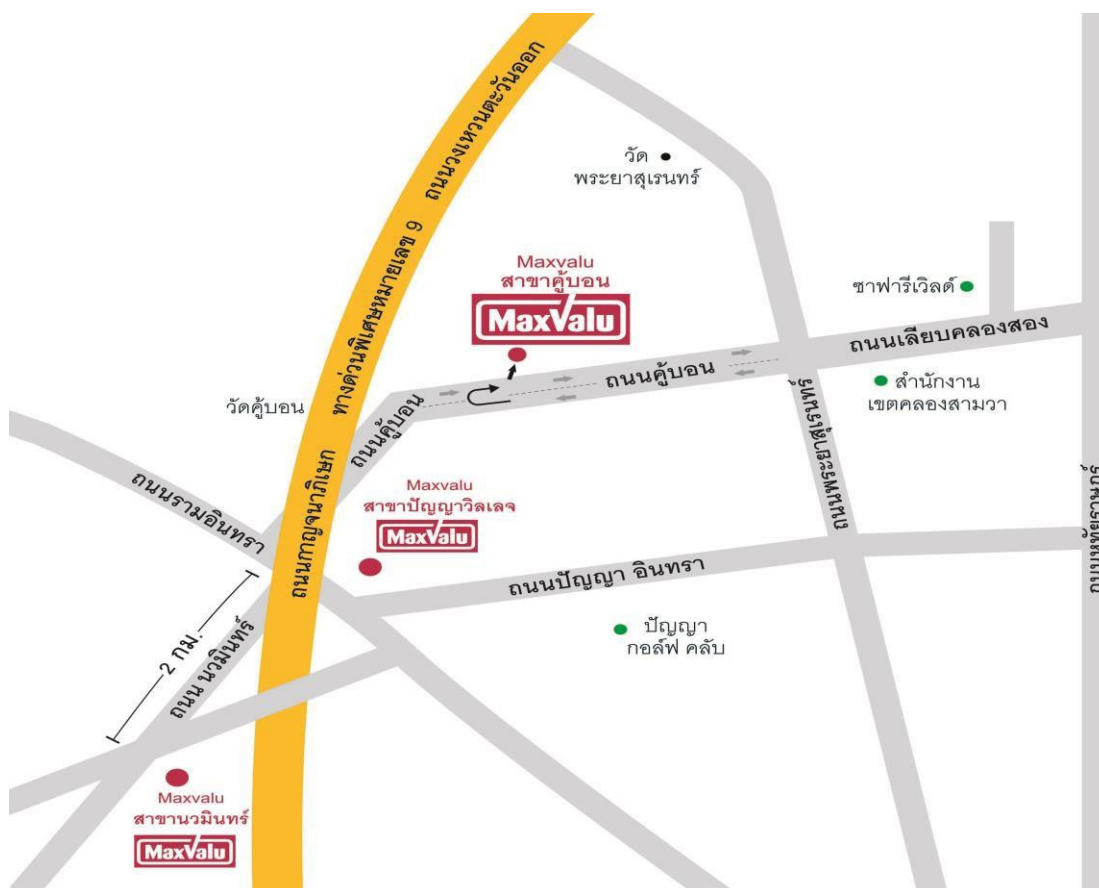 ถนนวงเหวนตะวันออก
ทางด่วนพิเศษหมายเลข 9
ถนนกาญจนาภิเษก
วัด
พระยาสุเรนทร์
Maxvalu
สาขาคู้บอน
MaxValu
ซาฟารีเวิลด์
ถนนเลียบคลองสอง
ถนนคู้บอน
สำนักงาน
เขตคลองสามวา
วัดคู้บอน
ถนนคู้บอน
ถนนพระยาสุเรนทร์
ถนนรามอินทรา
Maxvalu
สาขาปัญญาวิลเลจ
MaxValu
ถนนปัญญา อินทรา
ปัญญา
กอล์ฟ คลับ
2 กม.
ถนน นวมินทร์
Maxvalu
สาขานวมินทร์
MaxValu